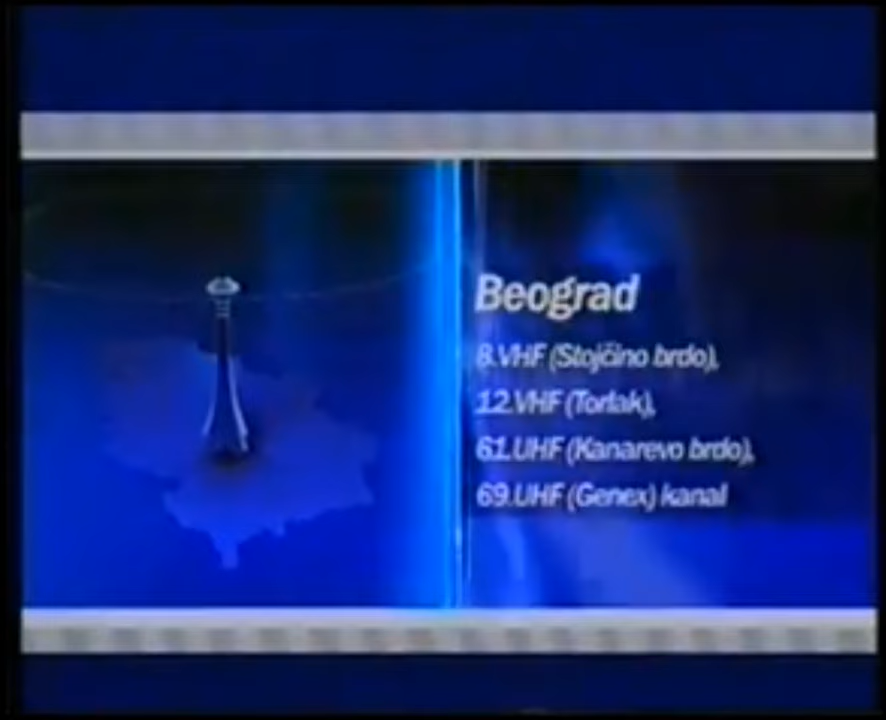 Beograd
8.VHF (Stojčino brdo),
12.VHF (Torlak),
61.UHF (Kanarevo brdo),
69.UHF (Genex) kanal